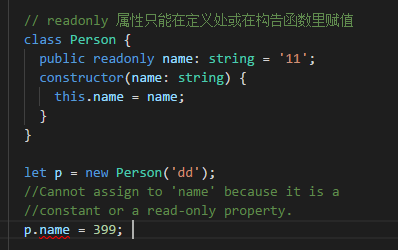 // readonly 属性只能在定义处或在构告函数里赋值
class Person {
  public readonly name: string = '11';
  constructor(name: string) {
    this.name = name;
  }
}
let p = new Person('dd');
//Cannot assign to 'name' because it is a
//constant or a read-only property.
p.name = 399;